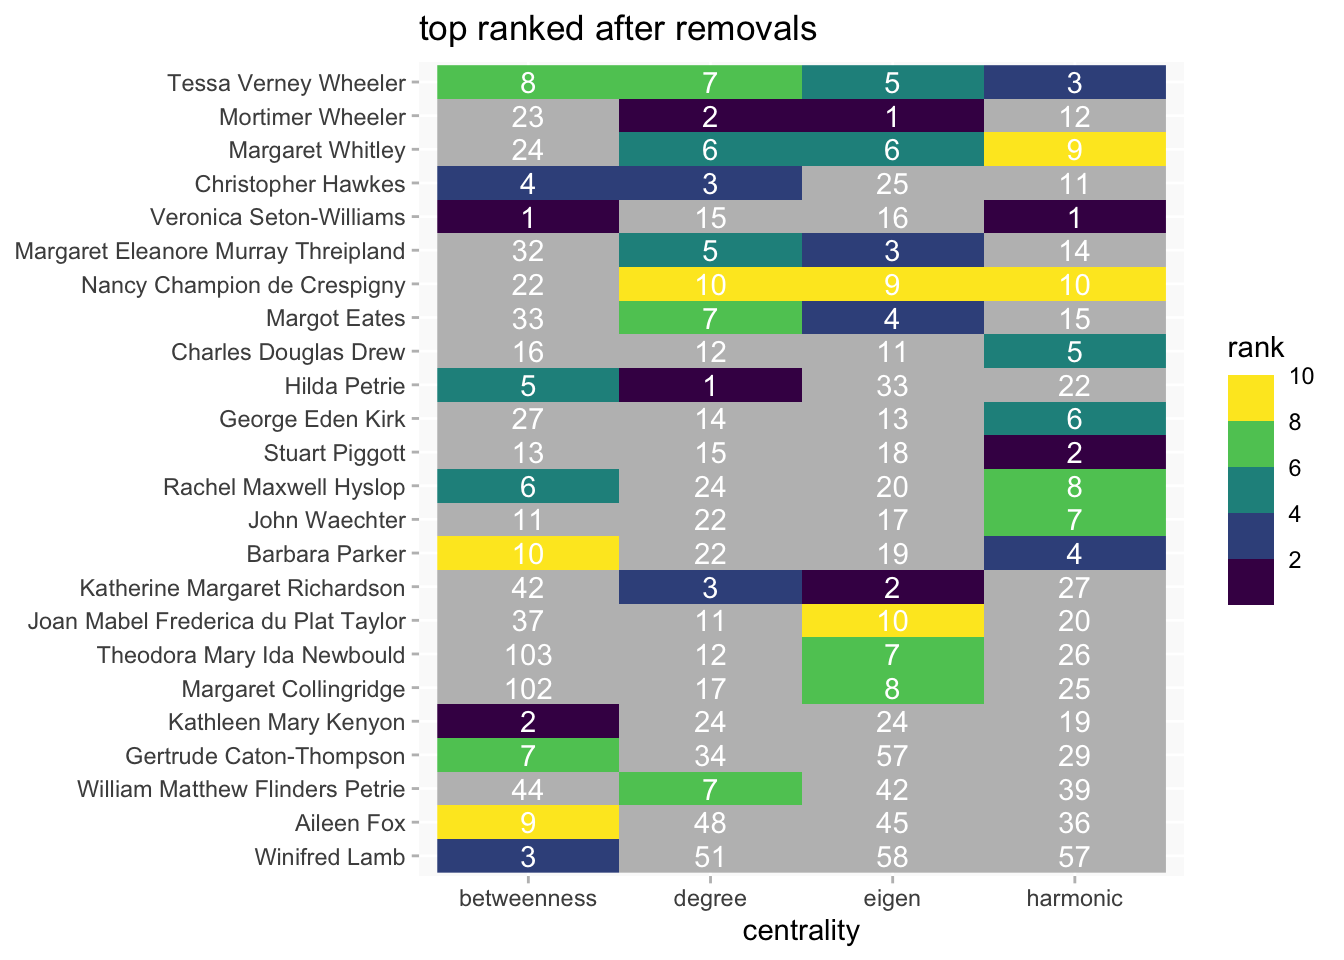 top ranked after removals
Tessa Verney Wheeler 8 7 5 3
Mortimer Wheeler 23 2 1 12
Margaret Whitley 24 6 6 9
Christopher Hawkes 4 3 25 11
Veronica Seton-Williams 1 15 16 1
Margaret Eleanore Murray Threipland 32 5 3 14
Nancy Champion de Crespigny 22 10 9 10
Margot Eates 33 7 4 15
Charles Douglas Drew 16 12 11 5
Hilda Petrie 5 1 33 22
George Eden Kirk 27 14 13 6
Stuart Piggott 13 15 18 2
Rachel Maxwell Hyslop 6 24 20 8
John Waechter 11 22 17 7
Barbara Parker 10 22 19 4
Katherine Margaret Richardson 42 3 2 27
Joan Mabel Frederica du Plat Taylor 37 11 10 20
Theodora Mary Ida Newbould 103 12 7 26
Margaret Collingridge 102 17 8 25
Kathleen Mary Kenyon 2 24 24 19
Gertrude Caton-Thompson 7 34 57 29
William Matthew Flinders Petrie 44 7 42 39
Aileen Fox 9 48 45 36
Winifred Lamb 3 51 58 57
betweenness degree eigen harmonic
centrality
rank
10
8
6
4
2